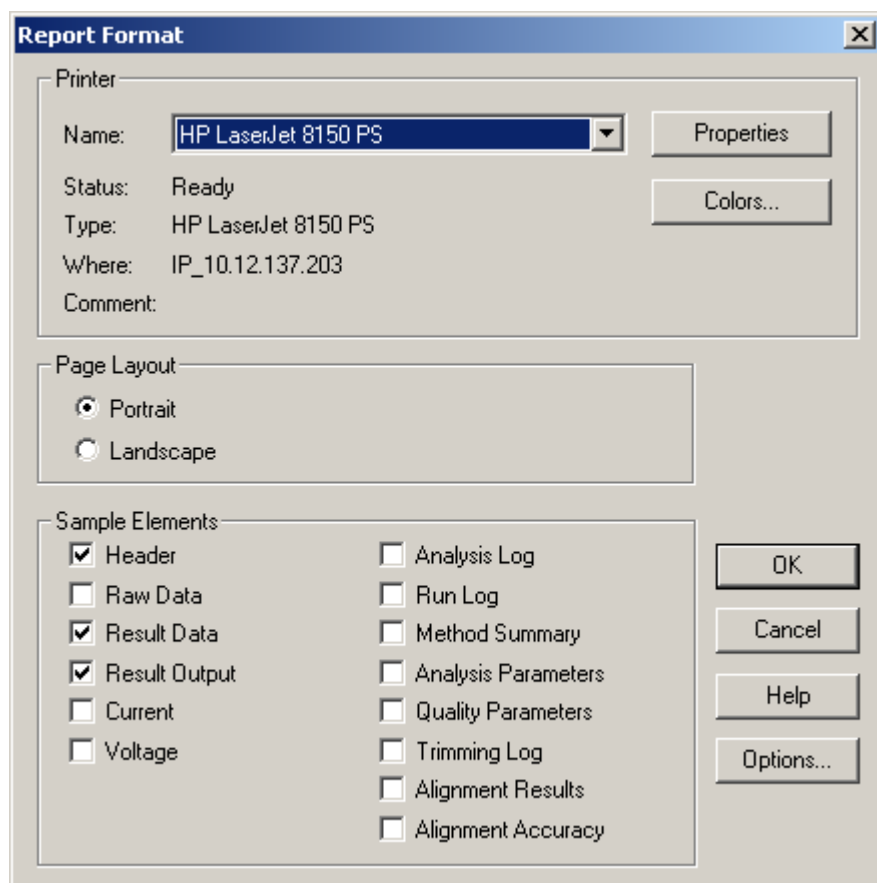 Report Format
Printer
Name: HP LaserJet 8150 PS Properties
Status: Ready
Colors...
Type: HP LaserJet 8150 PS
Where: IP_10.12.137.203
Comment:
Page Layout
Portrait
Landscape
Sample Elements
Header
Raw Data
Result Data
Result Output
Current
Voltage
Analysis Log
Run Log
Method Summary
Analysis Parameters
Quality Parameters
Trimming Log
Alignment Results
Alignment Accuracy
OK
Cancel
Help
Options...